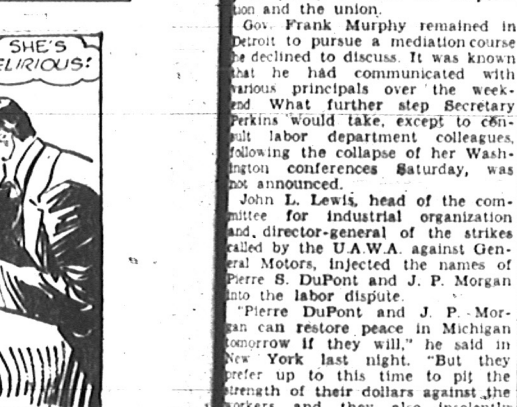 SHE'S
ELIRIOUS!
tion and the union.
Gov. Frank Murphy remained in
Detroit to pursue a mediation course
he declined to discuss. It was known
that he had communicated with
various principals over the week-
end. What further step Secretary
Perkins would take, except to con-
sult labor department colleagues,
following the collapse of her Wash-
ington conferences Saturday, was
not announced.
John L. Lewis, head of the com-
mittee for industrial organization
and director-general of the strikes
called by the U.A.W.A. against Gen-
eral Motors, injected the names of
Pierre S. DuPont and J. P. Morgan
into the labor dispute.
"Pierre DuPont and J. P. Mor-
gan can restore peace in Michigan
tomorrow if they will," he said in
New York last night. "But they
prefer up to this time to pit the
strength of their dollars against the
workers and they also insolently